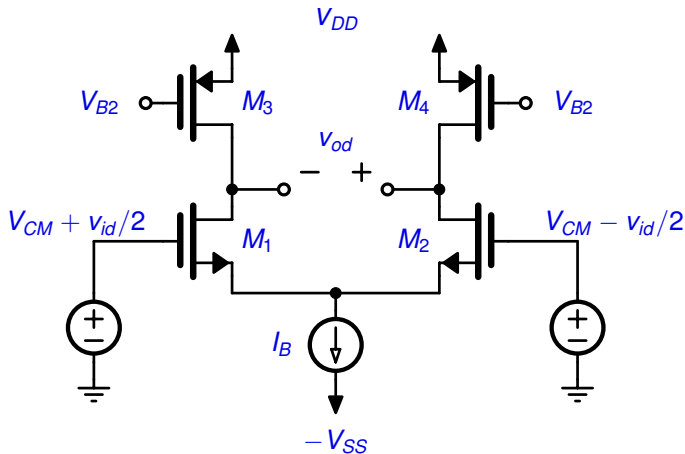 V_DD
V_B2 M_3 M_4 V_B2
− v_od +
V_CM + v_id/2 M_1 M_2 V_CM − v_id/2
+ − I_B + −
−V_SS